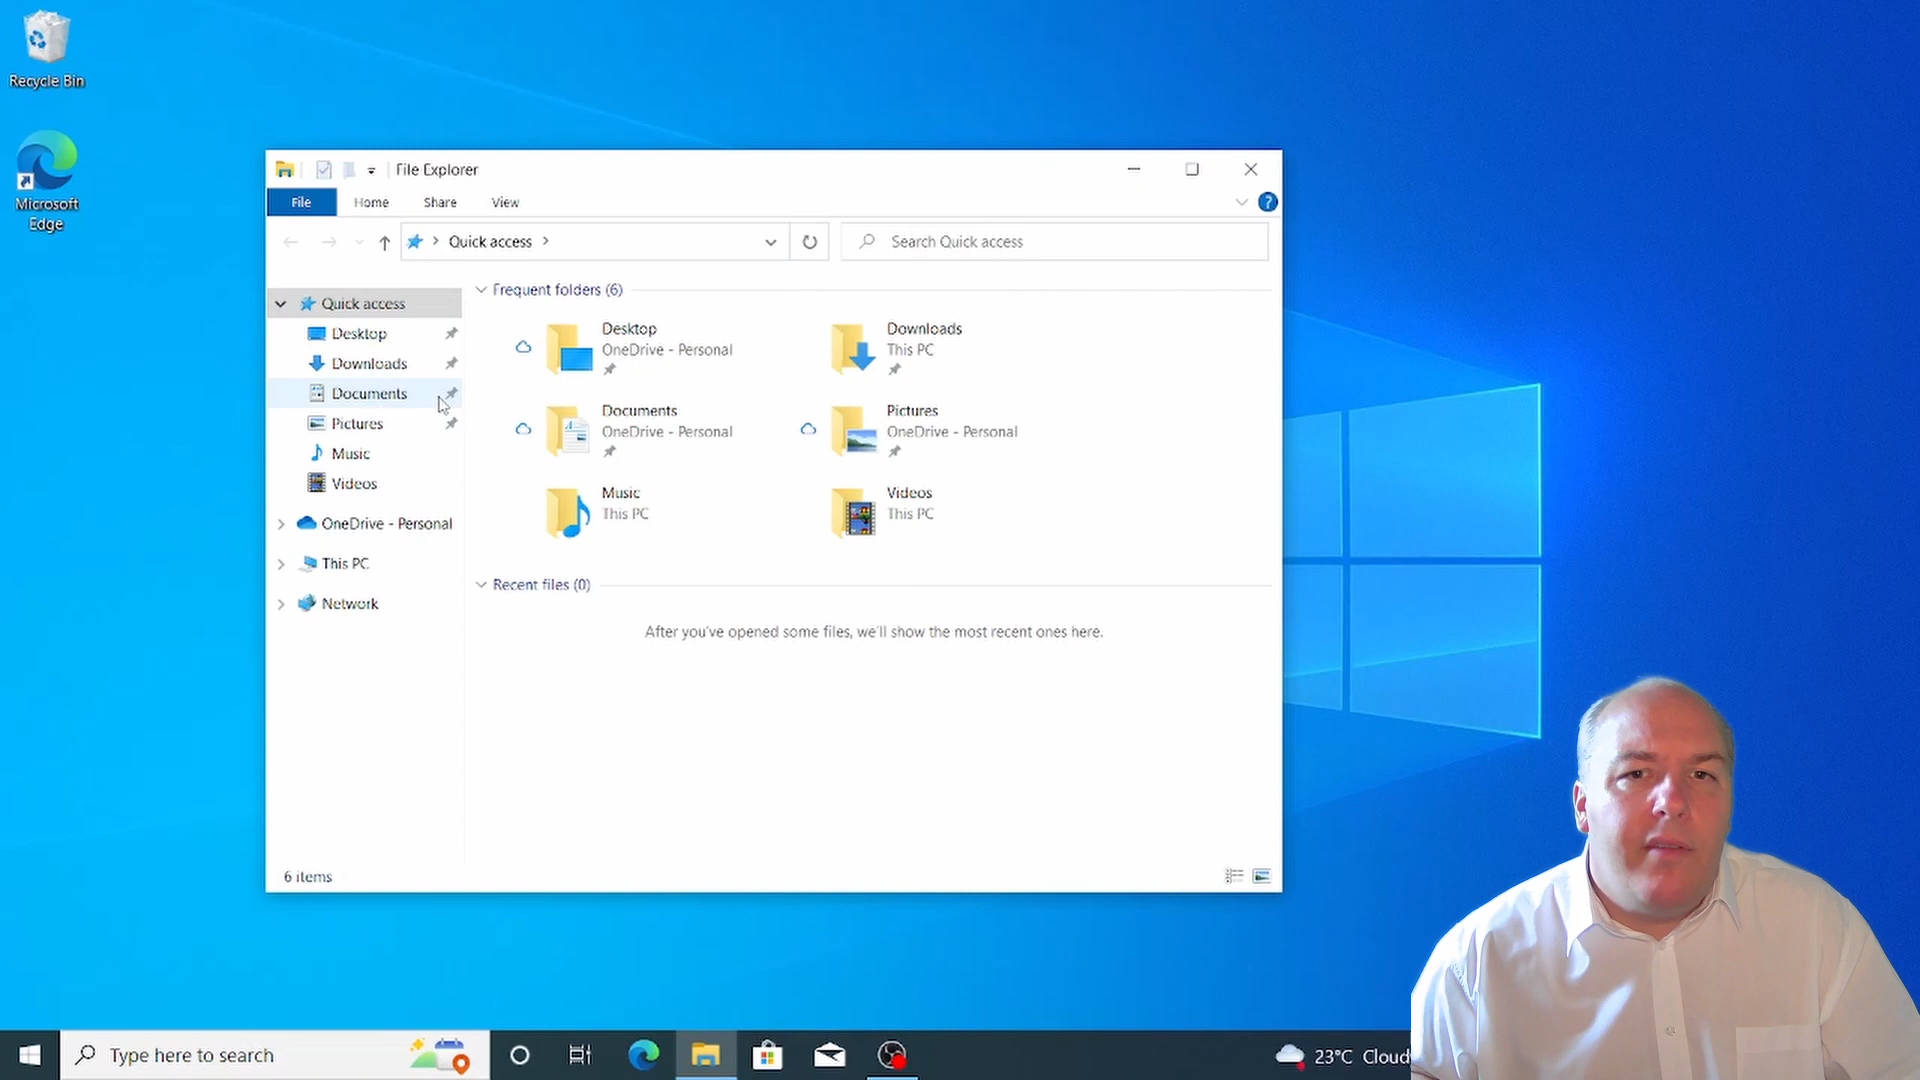 Recycle Bin
Microsoft
Edge
File Explorer
File
Home
Share
View
?
Quick access
Search Quick access
Quick access
Desktop
Downloads
Documents
Pictures
Music
Videos
OneDrive - Personal
This PC
Network
Frequent folders (6)
Desktop
OneDrive - Personal
Downloads
This PC
Documents
OneDrive - Personal
Pictures
OneDrive - Personal
Music
This PC
Videos
This PC
Recent files (0)
After you've opened some files, we'll show the most recent ones here.
6 items
Type here to search
23°C Cloud